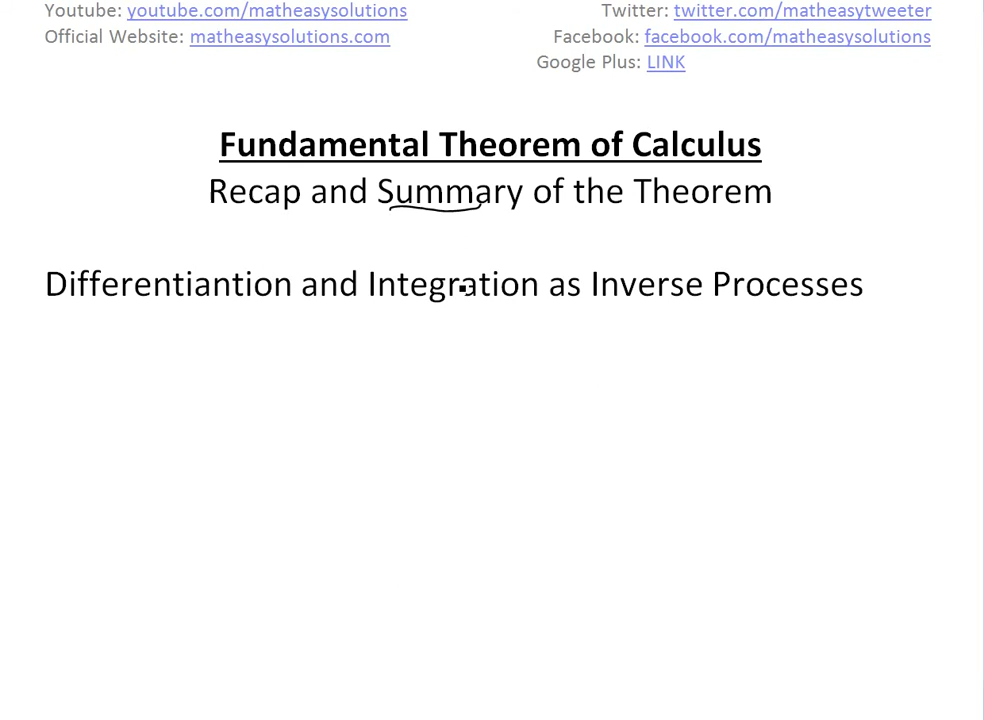 Youtube: youtube.com/matheasysolutions Twitter: twitter.com/matheasytweeter
Official Website: matheasysolutions.com Facebook: facebook.com/matheasysolutions
Google Plus: LINK
Fundamental Theorem of Calculus
Recap and Summary of the Theorem
Differentiantion and Integration as Inverse Processes